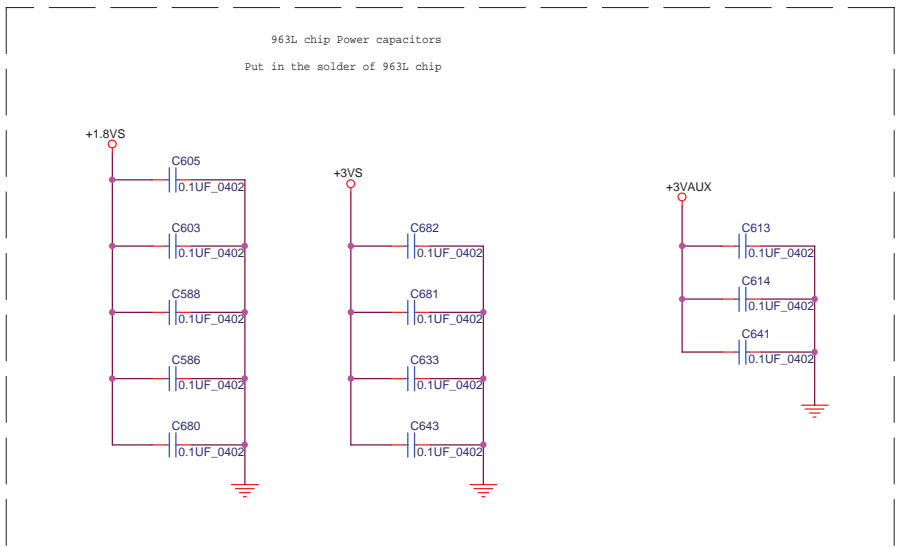 963L chip Power capacitors
Put in the solder of 963L chip
+1.8VS
C605
0.1UF_0402
C603
0.1UF_0402
C588
0.1UF_0402
C586
0.1UF_0402
C680
0.1UF_0402
+3VS
C682
0.1UF_0402
C681
0.1UF_0402
C633
0.1UF_0402
C643
0.1UF_0402
+3VAUX
C613
0.1UF_0402
C614
0.1UF_0402
C641
0.1UF_0402